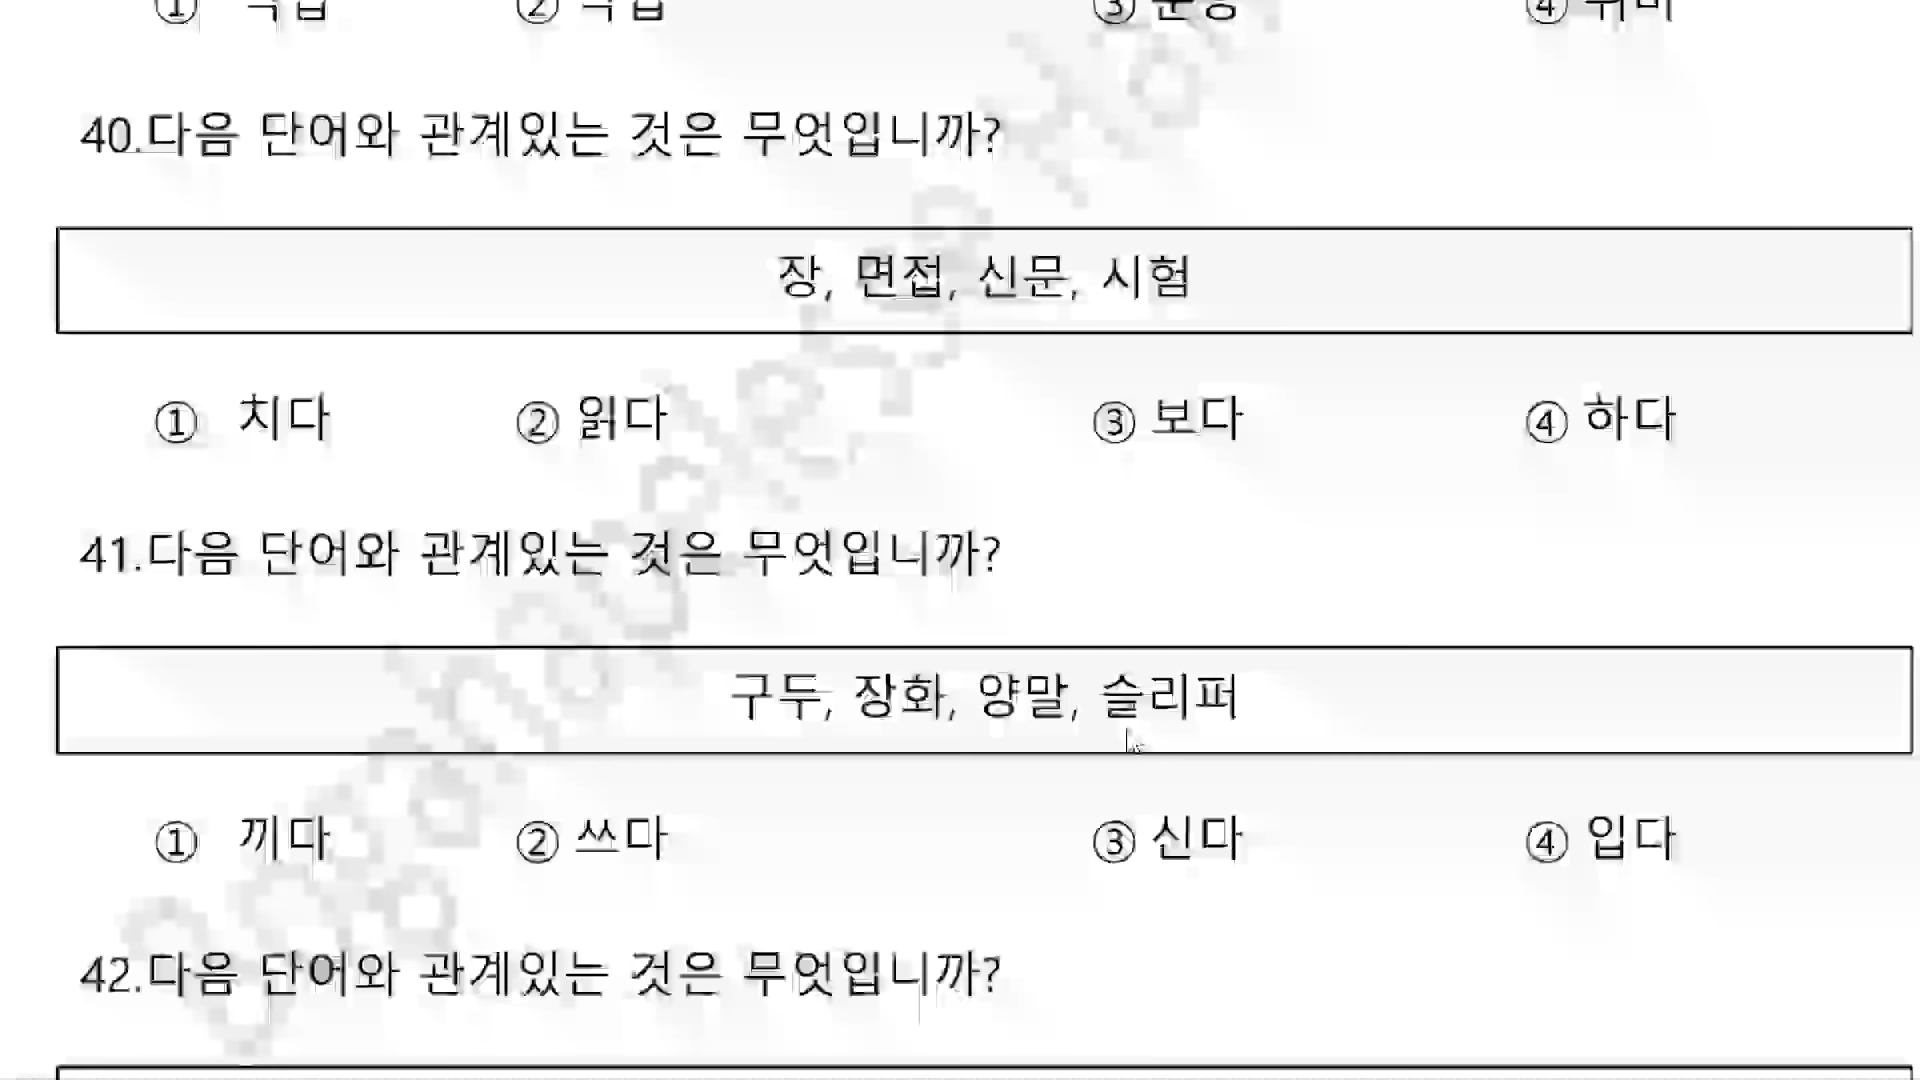 ①　②　③　④
40.다음 단어와 관계있는 것은 무엇입니까?
장, 면접, 신문, 시험
① 치다 ② 읽다 ③ 보다 ④ 하다
41.다음 단어와 관계있는 것은 무엇입니까?
구두, 장화, 양말, 슬리퍼
① 끼다 ② 쓰다 ③ 신다 ④ 입다
42.다음 단어와 관계있는 것은 무엇입니까?